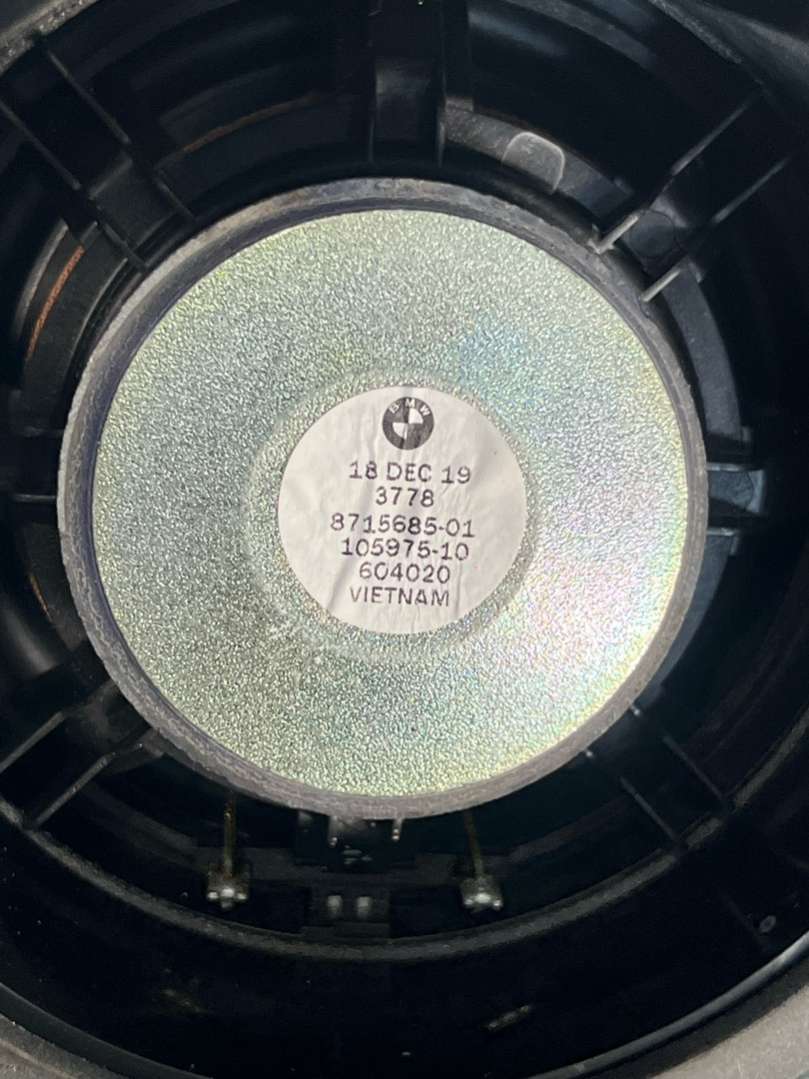 BMW
18 DEC 19
3778
8715685-01
105975-10
604020
VIETNAM